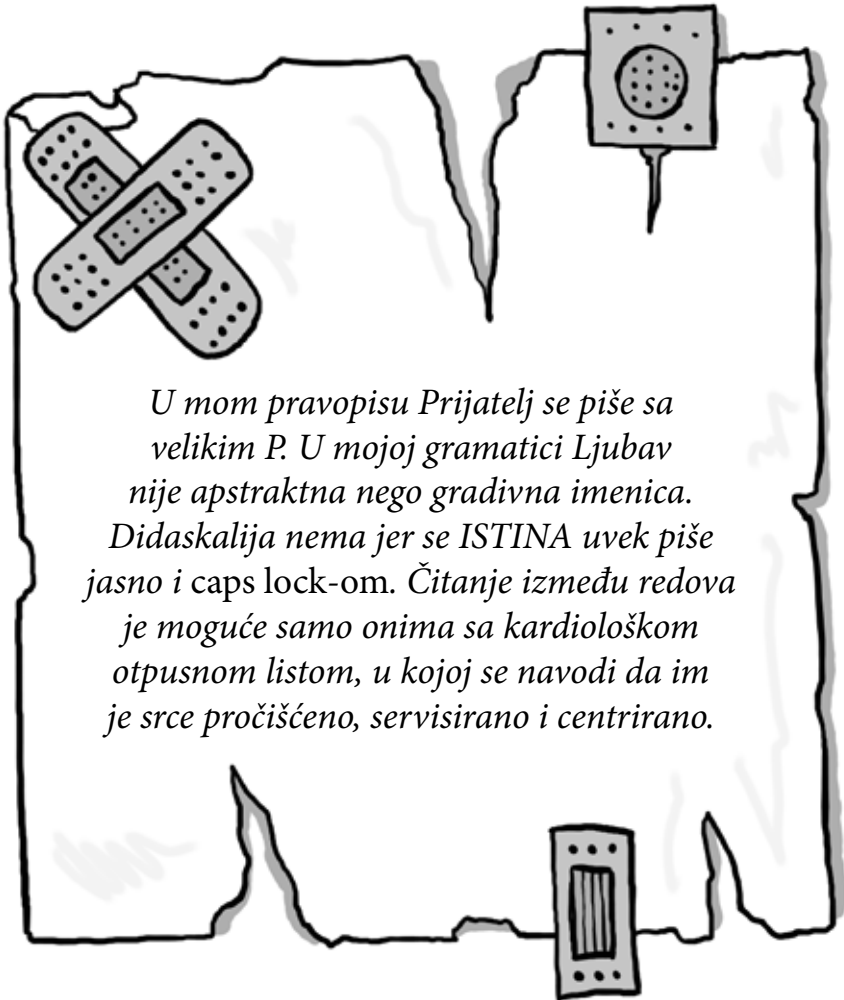 U mom pravopisu Prijatelj se piše sa
velikim P. U mojoj gramatici Ljubav
nije apstraktna nego gradivna imenica.
Didaskalija nema jer se ISTINA uvek piše
jasno i caps lock-om. Čitanje između redova
je moguće samo onima sa kardiološkom
otpusnom listom, u kojoj se navodi da im
je srce pročišćeno, servisirano i centrirano.